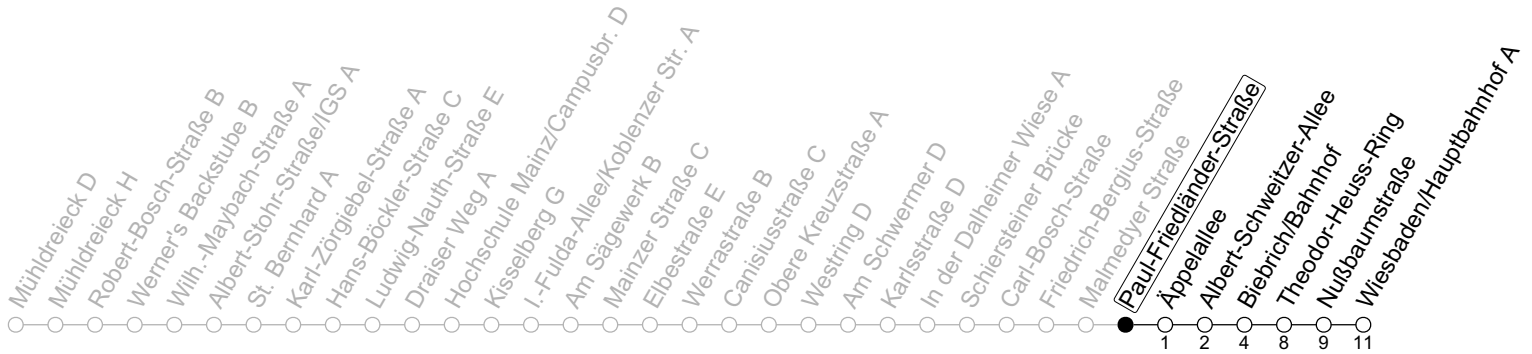 Mühldreieck D
Mühldreieck H
Robert-Bosch-Straße B
Werner's Backstube B
Wilh.-Maybach-Straße A
Albert-Stohr-Straße/IGS A
St. Bernhard A
Karl-Zörgiebel-Straße A
Hans-Böckler-Straße C
Ludwig-Nauth-Straße E
Draiser Weg A
Hochschule Mainz/Campusbr. D
Kisselberg G
I.-Fulda-Allee/Koblenzer Str. A
Am Sägewerk B
Mainzer Straße C
Elbestraße E
Werrastraße B
Canisiusstraße C
Obere Kreuzstraße A
Westring D
Am Schwermer D
Karlsstraße D
In der Dalheimer Wiese A
Schiersteiner Brücke
Carl-Bosch-Straße
Friedrich-Bergius-Straße
Malmedyer Straße
Paul-Friedländer-Straße
Äppelallee
Albert-Schweitzer-Allee
Biebrich/Bahnhof
Theodor-Heuss-Ring
Nußbaumstraße
Wiesbaden/Hauptbahnhof A
1 2 4 8 9 11